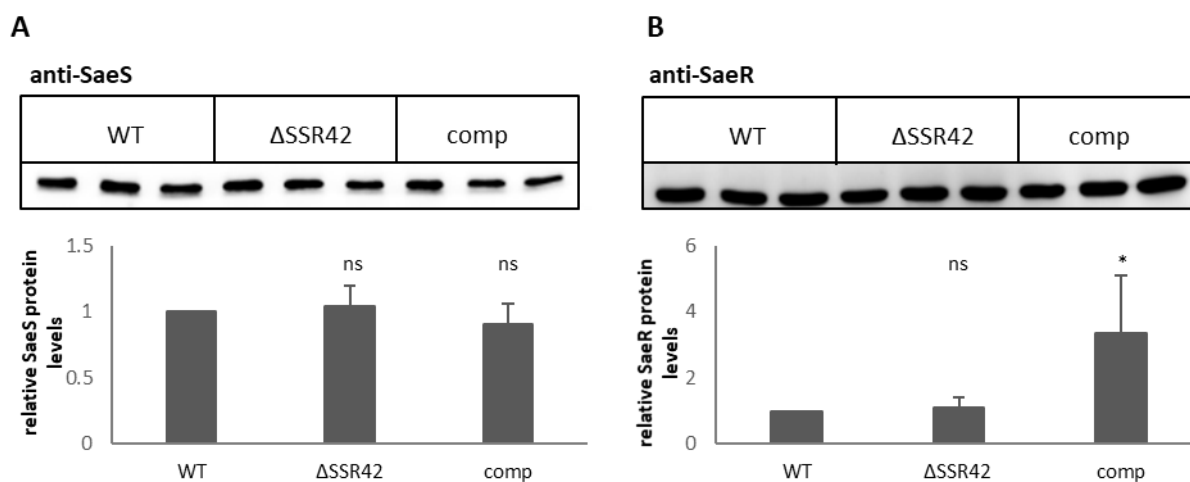 A
anti-SaeS
WT ΔSSR42 comp
relative SaeS protein
levels
1.5
1
0.5
0
ns ns
WT ΔSSR42 comp
B
anti-SaeR
WT ΔSSR42 comp
relative SaeR protein
levels
6
4
2
0
ns *
WT ΔSSR42 comp